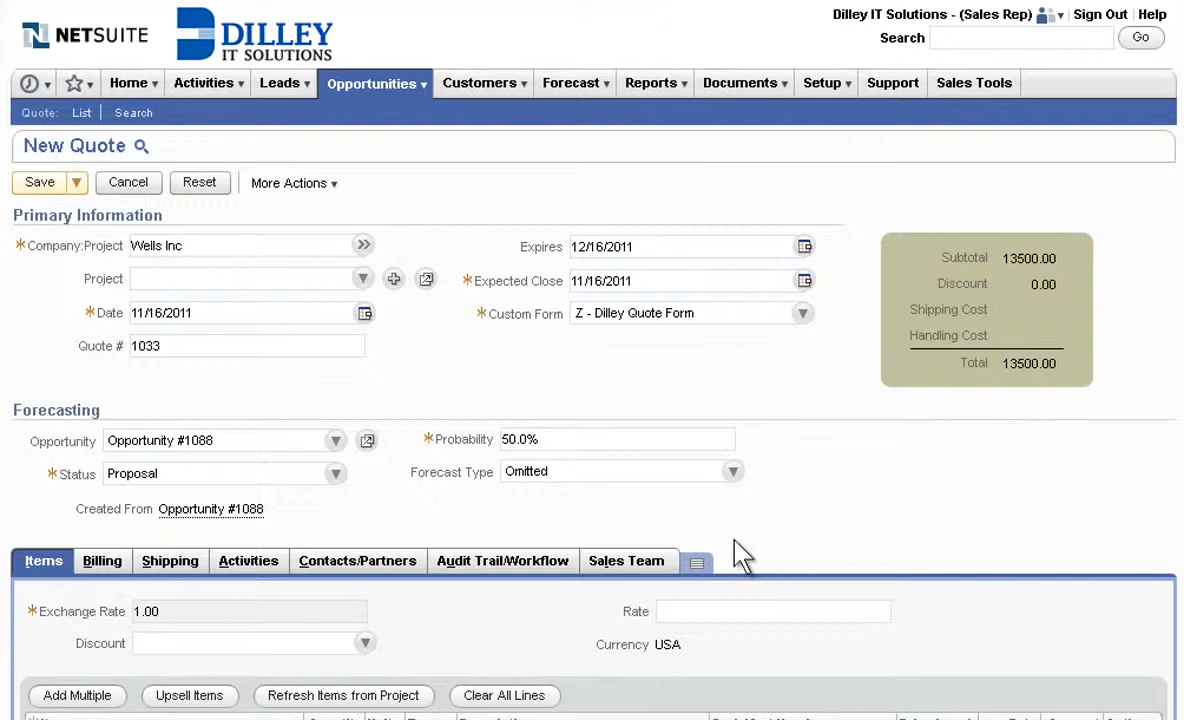 NETSUITE
DILLEY
IT SOLUTIONS
Dilley IT Solutions - (Sales Rep) Sign Out Help
Search Go
Home Activities Leads Opportunities Customers Forecast Reports Documents Setup Support Sales Tools
Quote: List Search
New Quote
Save Cancel Reset More Actions
Primary Information
Company:Project Wells Inc Expires 12/16/2011 Subtotal 13500.00
Project Expected Close 11/16/2011 Discount 0.00
Date 11/16/2011 Custom Form Z - Dilley Quote Form Shipping Cost
Quote # 1033 Handling Cost
Total 13500.00
Forecasting
Opportunity Opportunity #1088 Probability 50.0%
Status Proposal Forecast Type Omitted
Created From Opportunity #1088
Items Billing Shipping Activities Contacts/Partners Audit Trail/Workflow Sales Team
Exchange Rate 1.00 Rate
Discount Currency USA
Add Multiple Upsell Items Refresh Items from Project Clear All Lines